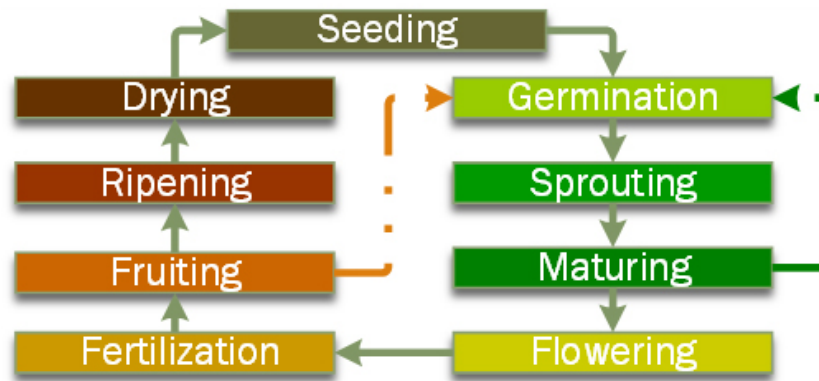 Seeding
Drying
Germination
Ripening
Sprouting
Fruiting
Maturing
Fertilization
Flowering